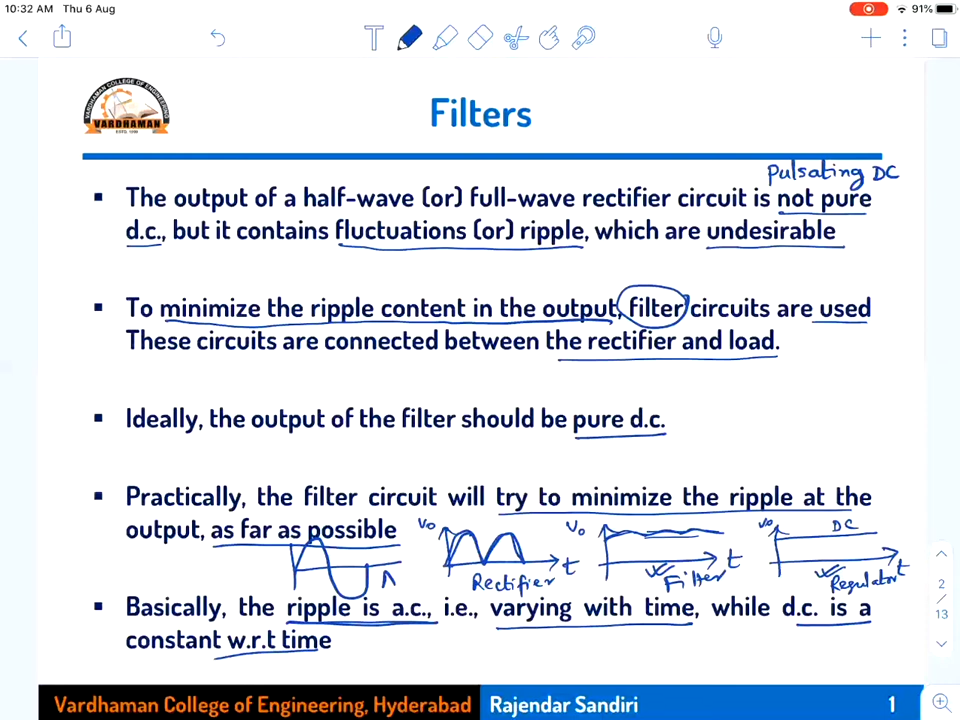 10:32 AM Thu 6 Aug
91%
VARDHAMAN COLLEGE OF ENGINEERING
VARDHAMAN
Filters
Pulsating DC
▪ The output of a half-wave (or) full-wave rectifier circuit is not pure
d.c., but it contains fluctuations (or) ripple, which are undesirable
▪ To minimize the ripple content in the output, filter circuits are used
These circuits are connected between the rectifier and load.
▪ Ideally, the output of the filter should be pure d.c.
▪ Practically, the filter circuit will try to minimize the ripple at the
output, as far as possible
Vo Vo Vo DC
t t t
Rectifier Filter Regulator
▪ Basically, the ripple is a.c., i.e., varying with time, while d.c. is a
constant w.r.t time
2
/
13
Vardhaman College of Engineering, Hyderabad Rajendar Sandiri 1